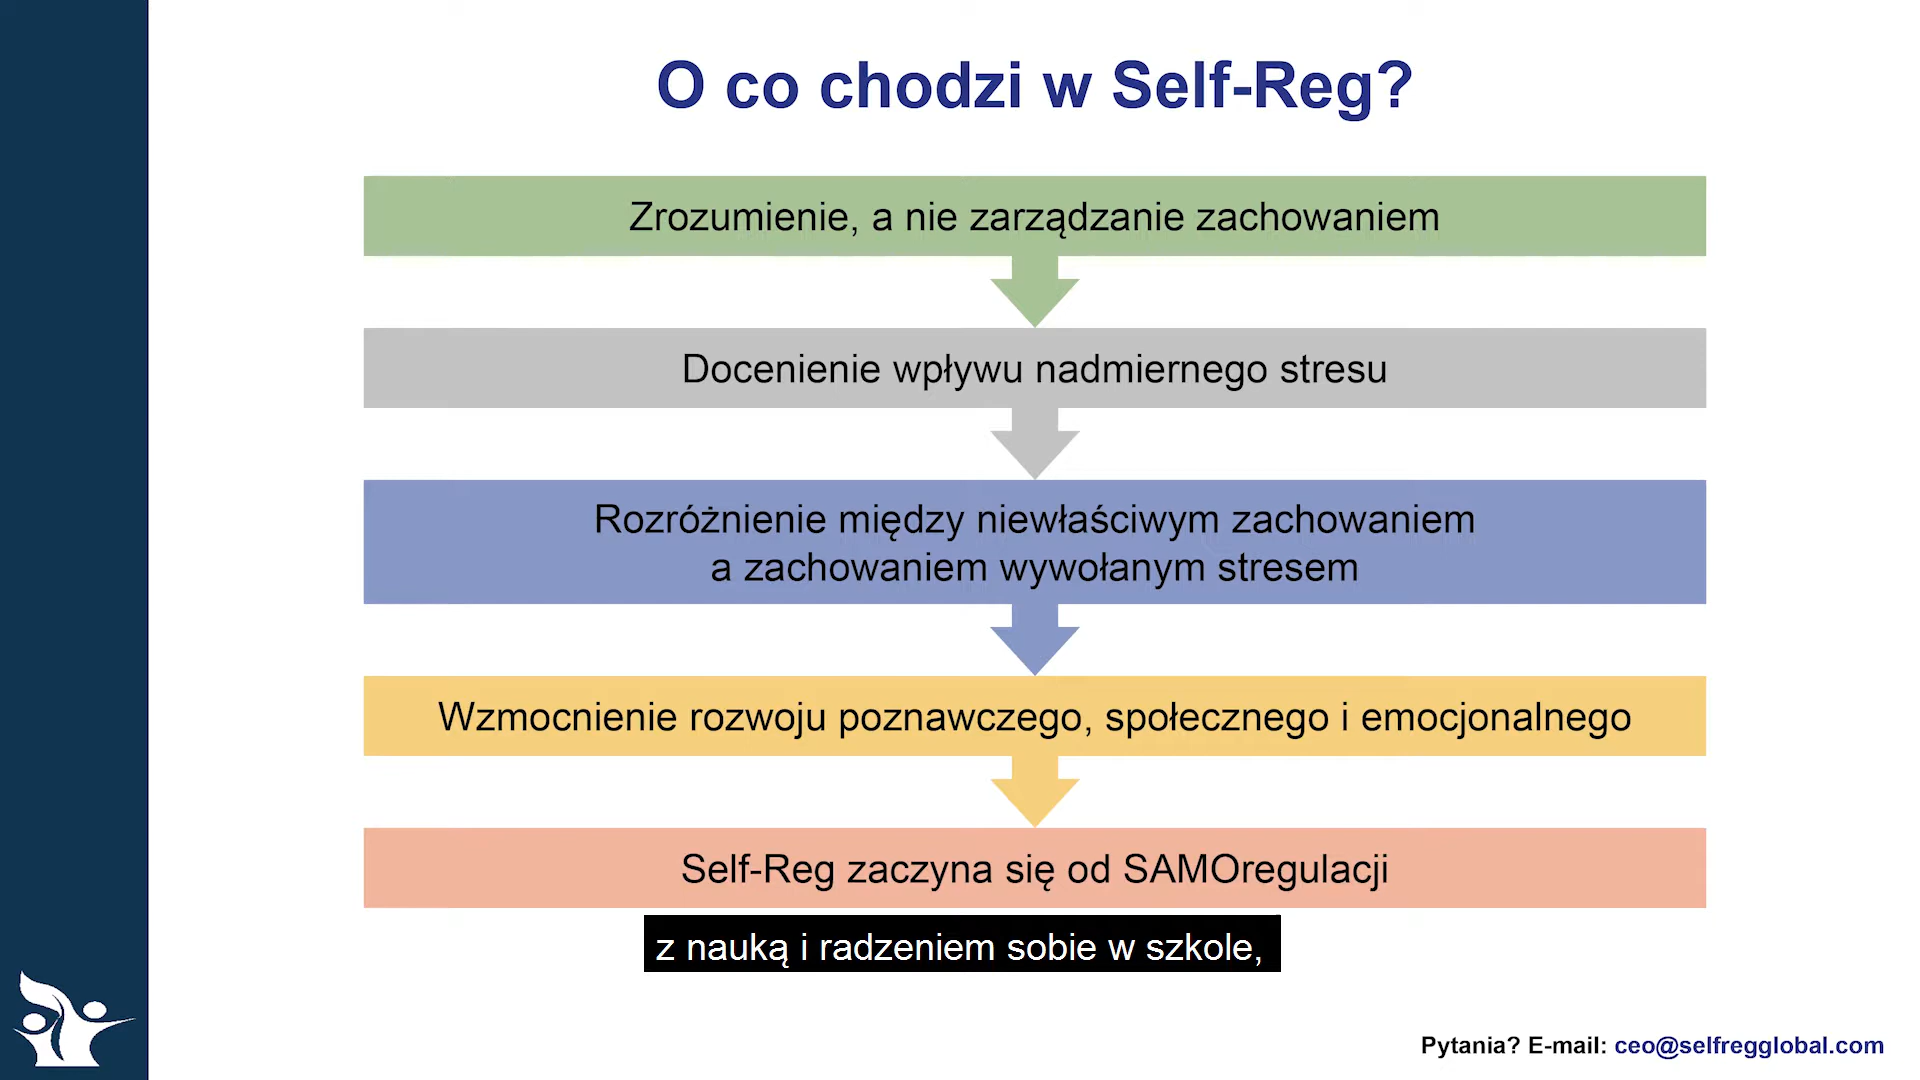 O co chodzi w Self-Reg?
Zrozumienie, a nie zarządzanie zachowaniem
Docenienie wpływu nadmiernego stresu
Rozróżnienie między niewłaściwym zachowaniem
a zachowaniem wywołanym stresem
Wzmocnienie rozwoju poznawczego, społecznego i emocjonalnego
Self-Reg zaczyna się od SAMOregulacji
z nauką i radzeniem sobie w szkole,
Pytania? E-mail: ceo@selfregglobal.com